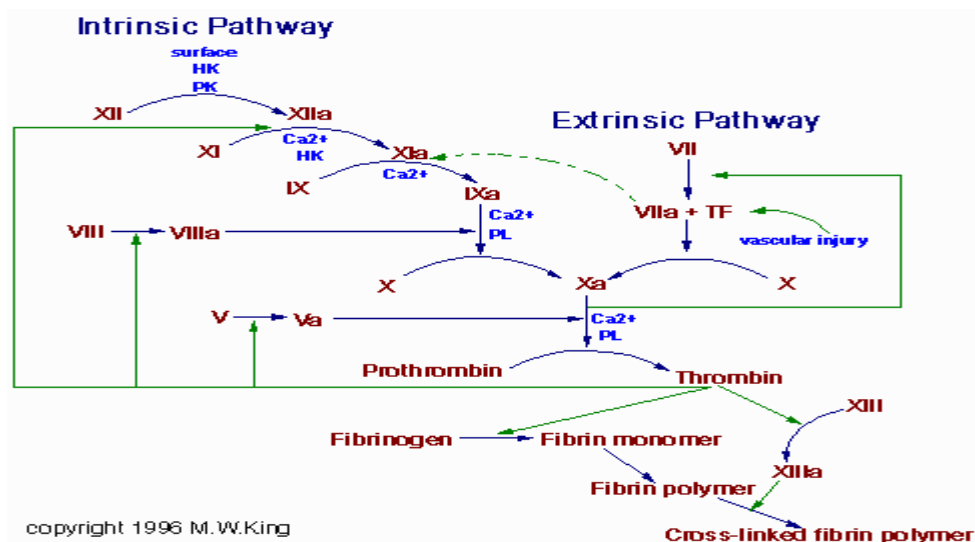 Intrinsic Pathway
surface
HK
PK
XII
XIIa
Extrinsic Pathway
XI
Ca2+
HK
XIa
VII
IX
Ca2+
IXa
VIIa + TF
Ca2+
PL
VIII
VIIIa
vascular injury
X
Xa
X
V
Va
Ca2+
PL
Prothrombin
Thrombin
XIII
Fibrinogen
Fibrin monomer
XIIIa
Fibrin polymer
copyright 1996 M.W.King
Cross-linked fibrin polymer